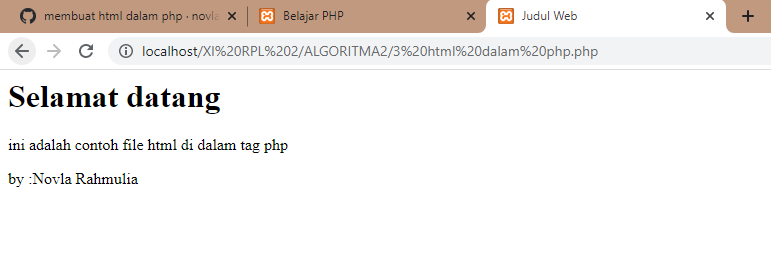 membuat html dalam php · novla
Belajar PHP
Judul Web
localhost/XI%20RPL%202/ALGORITMA2/3%20html%20dalam%20php.php
Selamat datang
ini adalah contoh file html di dalam tag php
by :Novla Rahmulia